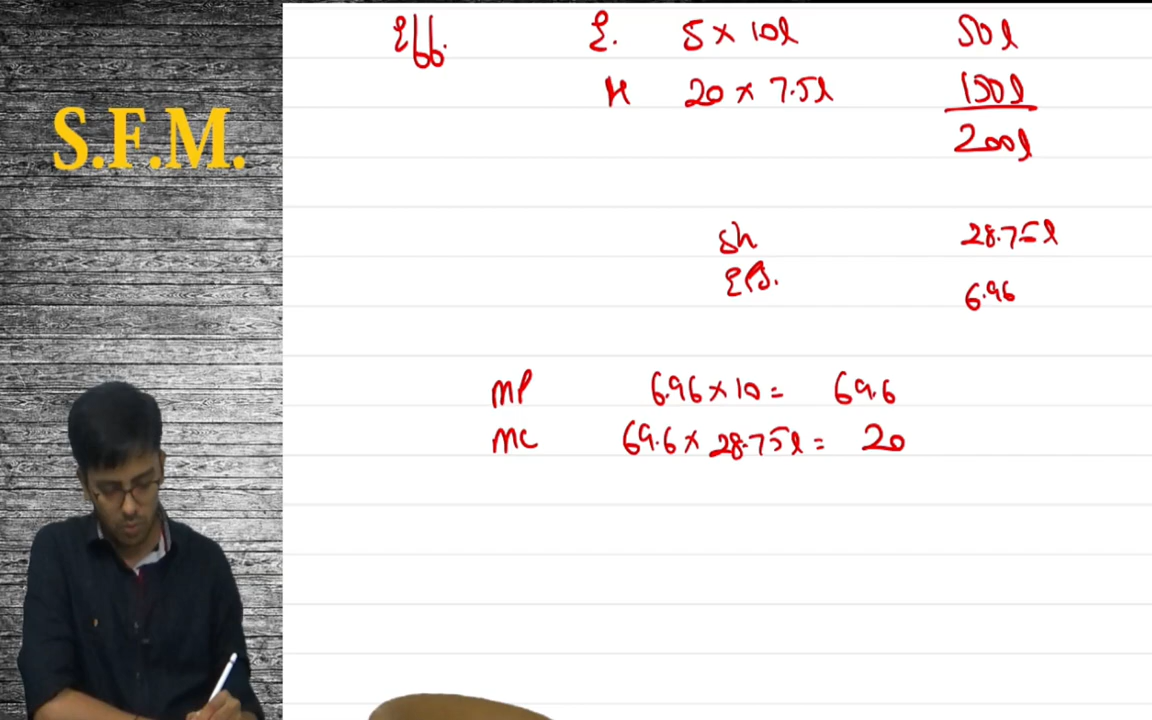 S.F.M.
Eff. E. 5 × 10l 50l
H 20 × 7.5l 150l
200l
Sh 28.75l
EPS. 6.96
MP 6.96 × 10 = 69.6
MC 69.6 × 28.75l = 20